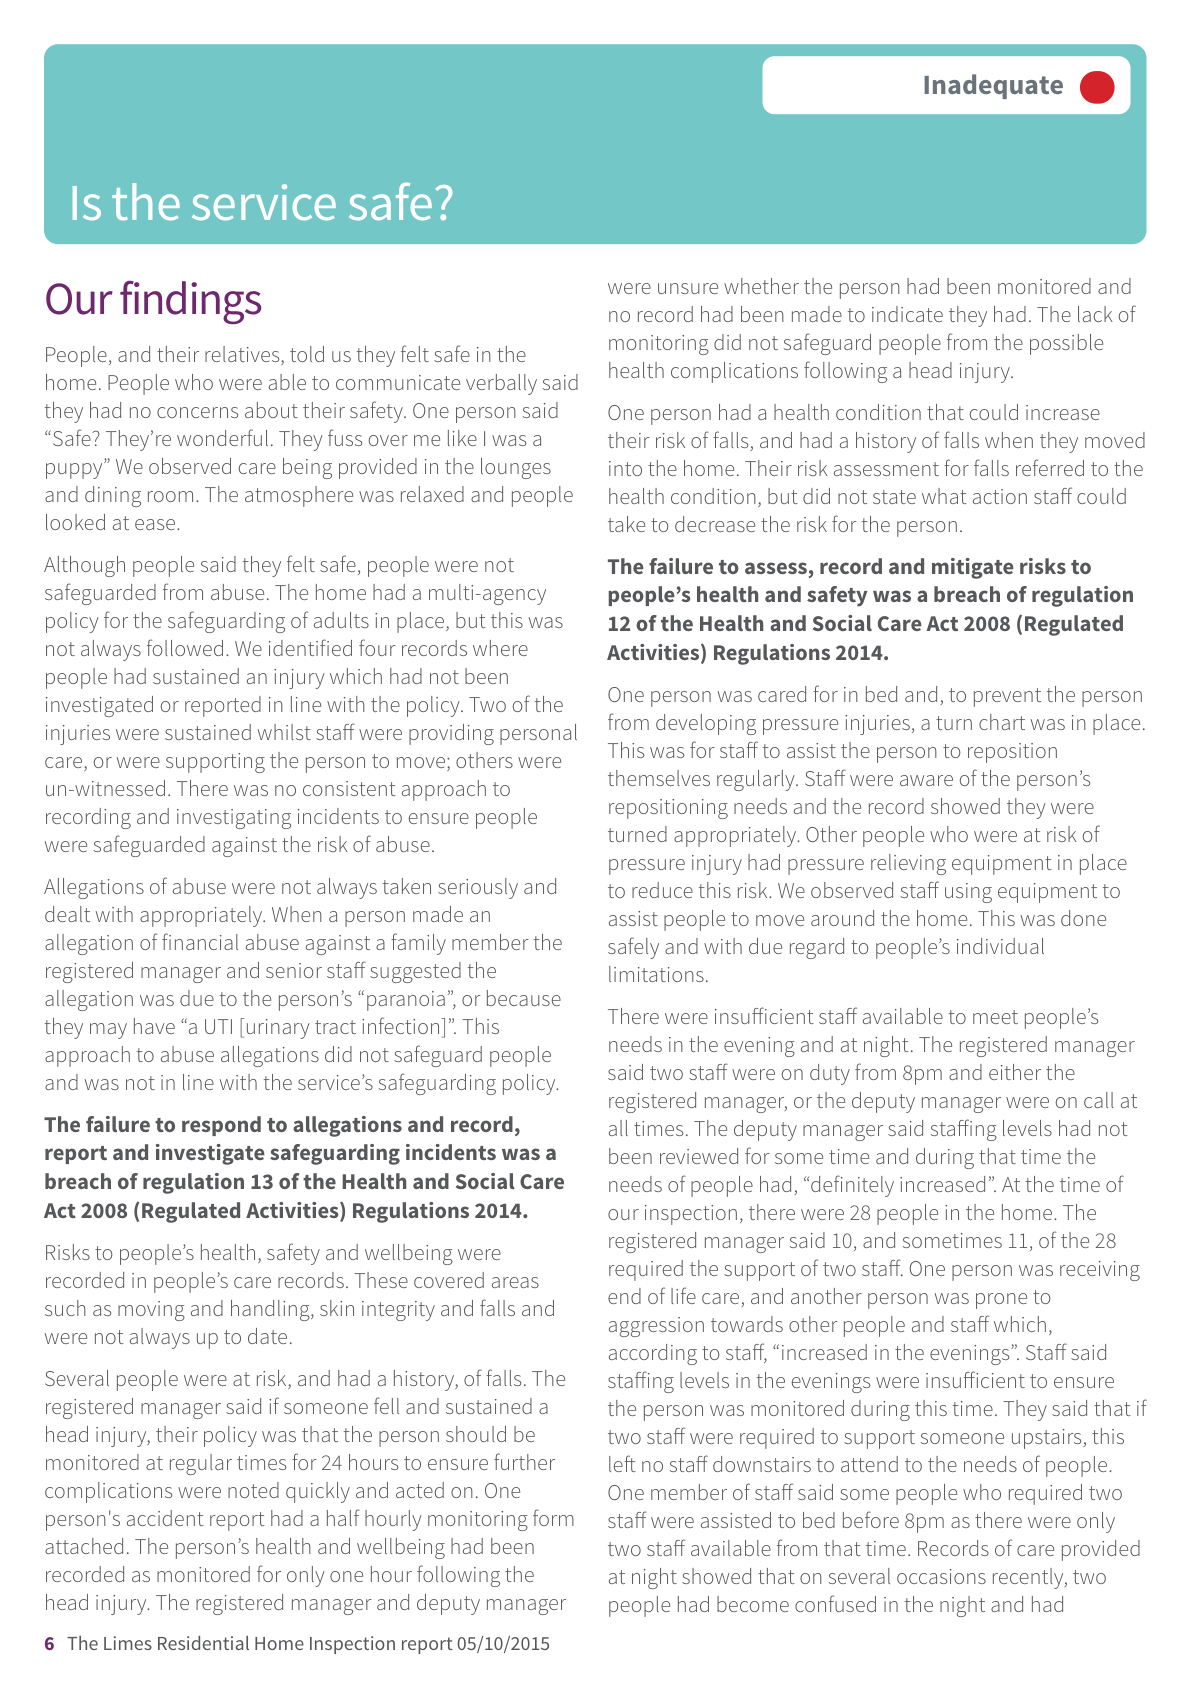 Inadequate
Is the service safe?
Our findings
People, and their relatives, told us they felt safe in the
home. People who were able to communicate verbally said
they had no concerns about their safety. One person said
“Safe? They’re wonderful. They fuss over me like I was a
puppy” We observed care being provided in the lounges
and dining room. The atmosphere was relaxed and people
looked at ease.
Although people said they felt safe, people were not
safeguarded from abuse. The home had a multi-agency
policy for the safeguarding of adults in place, but this was
not always followed. We identified four records where
people had sustained an injury which had not been
investigated or reported in line with the policy. Two of the
injuries were sustained whilst staff were providing personal
care, or were supporting the person to move; others were
un-witnessed. There was no consistent approach to
recording and investigating incidents to ensure people
were safeguarded against the risk of abuse.
Allegations of abuse were not always taken seriously and
dealt with appropriately. When a person made an
allegation of financial abuse against a family member the
registered manager and senior staff suggested the
allegation was due to the person’s “paranoia”, or because
they may have “a UTI [urinary tract infection]”. This
approach to abuse allegations did not safeguard people
and was not in line with the service’s safeguarding policy.
The failure to respond to allegations and record,
report and investigate safeguarding incidents was a
breach of regulation 13 of the Health and Social Care
Act 2008 (Regulated Activities) Regulations 2014.
Risks to people’s health, safety and wellbeing were
recorded in people’s care records. These covered areas
such as moving and handling, skin integrity and falls and
were not always up to date.
Several people were at risk, and had a history, of falls. The
registered manager said if someone fell and sustained a
head injury, their policy was that the person should be
monitored at regular times for 24 hours to ensure further
complications were noted quickly and acted on. One
person's accident report had a half hourly monitoring form
attached. The person’s health and wellbeing had been
recorded as monitored for only one hour following the
head injury. The registered manager and deputy manager
were unsure whether the person had been monitored and
no record had been made to indicate they had. The lack of
monitoring did not safeguard people from the possible
health complications following a head injury.
One person had a health condition that could increase
their risk of falls, and had a history of falls when they moved
into the home. Their risk assessment for falls referred to the
health condition, but did not state what action staff could
take to decrease the risk for the person.
The failure to assess, record and mitigate risks to
people’s health and safety was a breach of regulation
12 of the Health and Social Care Act 2008 (Regulated
Activities) Regulations 2014.
One person was cared for in bed and, to prevent the person
from developing pressure injuries, a turn chart was in place.
This was for staff to assist the person to reposition
themselves regularly. Staff were aware of the person’s
repositioning needs and the record showed they were
turned appropriately. Other people who were at risk of
pressure injury had pressure relieving equipment in place
to reduce this risk. We observed staff using equipment to
assist people to move around the home. This was done
safely and with due regard to people’s individual
limitations.
There were insufficient staff available to meet people’s
needs in the evening and at night. The registered manager
said two staff were on duty from 8pm and either the
registered manager, or the deputy manager were on call at
all times. The deputy manager said staffing levels had not
been reviewed for some time and during that time the
needs of people had, “definitely increased”. At the time of
our inspection, there were 28 people in the home. The
registered manager said 10, and sometimes 11, of the 28
required the support of two staff. One person was receiving
end of life care, and another person was prone to
aggression towards other people and staff which,
according to staff, “increased in the evenings”. Staff said
staffing levels in the evenings were insufficient to ensure
the person was monitored during this time. They said that if
two staff were required to support someone upstairs, this
left no staff downstairs to attend to the needs of people.
One member of staff said some people who required two
staff were assisted to bed before 8pm as there were only
two staff available from that time. Records of care provided
at night showed that on several occasions recently, two
people had become confused in the night and had
6 The Limes Residential Home Inspection report 05/10/2015